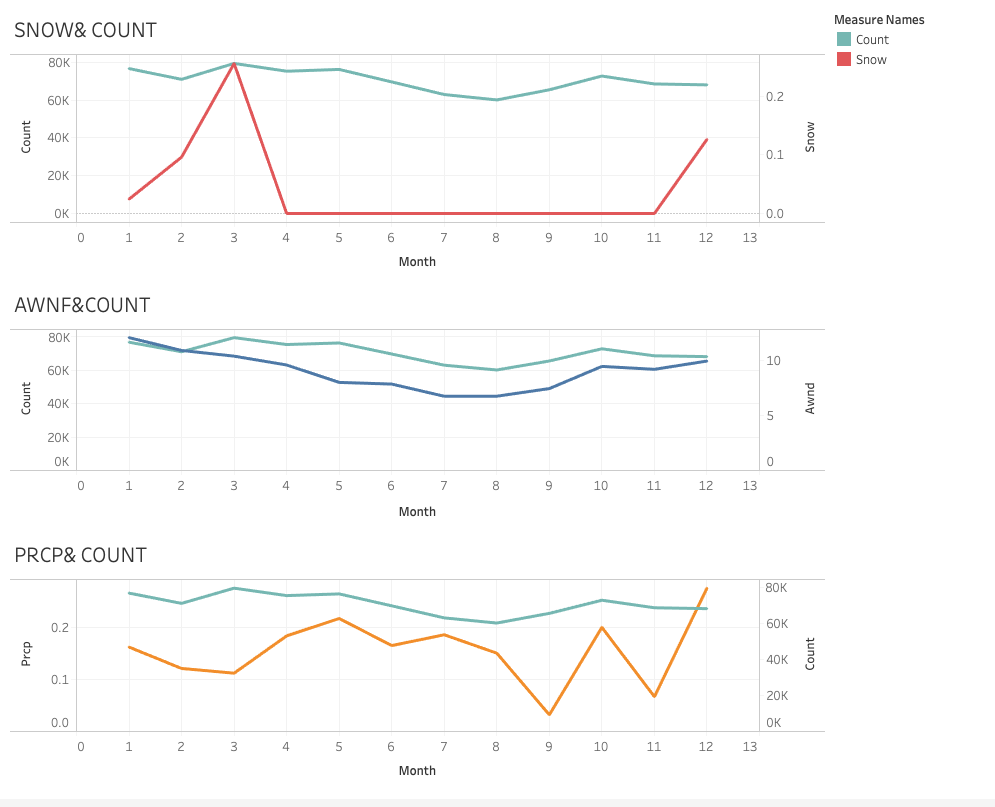 SNOW& COUNT
Measure Names
Count
Snow
80K
60K
40K
20K
0K
Count
0.2
0.1
0.0
Snow
0 1 2 3 4 5 6 7 8 9 10 11 12 13
Month
AWNF&COUNT
80K
60K
40K
20K
0K
Count
10
5
0
Awnd
0 1 2 3 4 5 6 7 8 9 10 11 12 13
Month
PRCP& COUNT
0.2
0.1
0.0
Prcp
80K
60K
40K
20K
0K
Count
0 1 2 3 4 5 6 7 8 9 10 11 12 13
Month